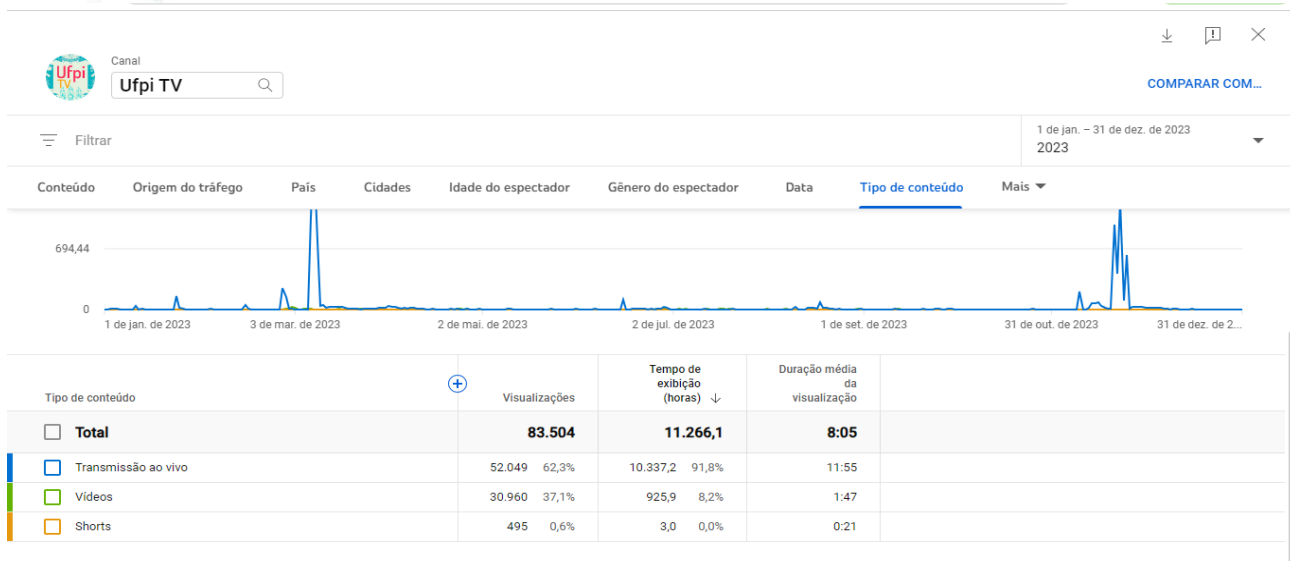 Canal
Ufpi
TV
Ufpi TV
COMPARAR COM...
Filtrar
1 de jan. – 31 de dez. de 2023
2023
Conteúdo Origem do tráfego País Cidades Idade do espectador Gênero do espectador Data Tipo de conteúdo Mais
694,44
0
1 de jan. de 2023 3 de mar. de 2023 2 de mai. de 2023 2 de jul. de 2023 1 de set. de 2023 31 de out. de 2023 31 de dez. de 2...
Tipo de conteúdo
Visualizações
Tempo de
exibição
(horas)
Duração média
da
visualização
Total 83.504 11.266,1 8:05
Transmissão ao vivo 52.049 62,3% 10.337,2 91,8% 11:55
Vídeos 30.960 37,1% 925,9 8,2% 1:47
Shorts 495 0,6% 3,0 0,0% 0:21